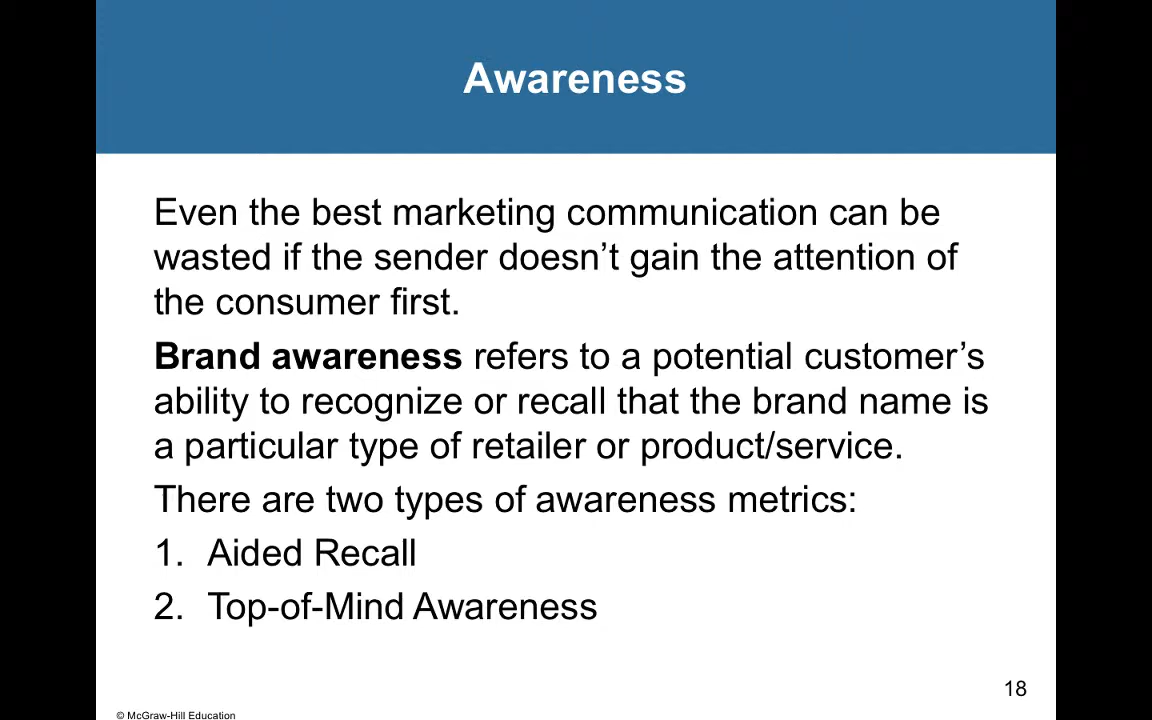 Awareness
Even the best marketing communication can be
wasted if the sender doesn’t gain the attention of
the consumer first.
Brand awareness refers to a potential customer’s
ability to recognize or recall that the brand name is
a particular type of retailer or product/service.
There are two types of awareness metrics:
1. Aided Recall
2. Top-of-Mind Awareness
18
© McGraw-Hill Education